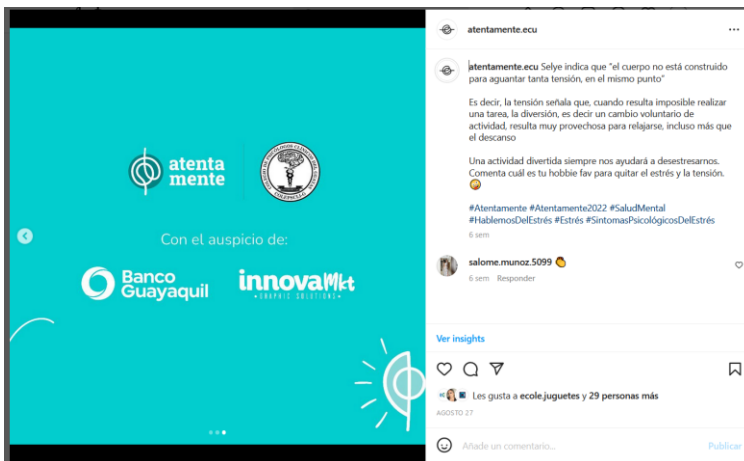 atenta
mente
Con el auspicio de:
Banco
Guayaquil
innovaMkt
•GRAPHIC SOLUTIONS•
atentamente.ecu
atentamente.ecu Selye indica que "el cuerpo no está construido
para aguantar tanta tensión, en el mismo punto"
Es decir, la tensión señala que, cuando resulta imposible realizar
una tarea, la diversión, es decir un cambio voluntario de
actividad, resulta muy provechosa para relajarse, incluso más que
el descanso
Una actividad divertida siempre nos ayudará a desestresarnos.
Comenta cuál es tu hobbie fav para quitar el estrés y la tensión.
#Atentamente #Atentamente2022 #SaludMental
#HablemosDelEstrés #Estrés #SintomasPsicológicosDelEstrés
6 sem
salome.munoz.5099
6 sem Responder
Ver insights
Les gusta a ecole.juguetes y 29 personas más
AGOSTO 27
Añade un comentario...
Publicar